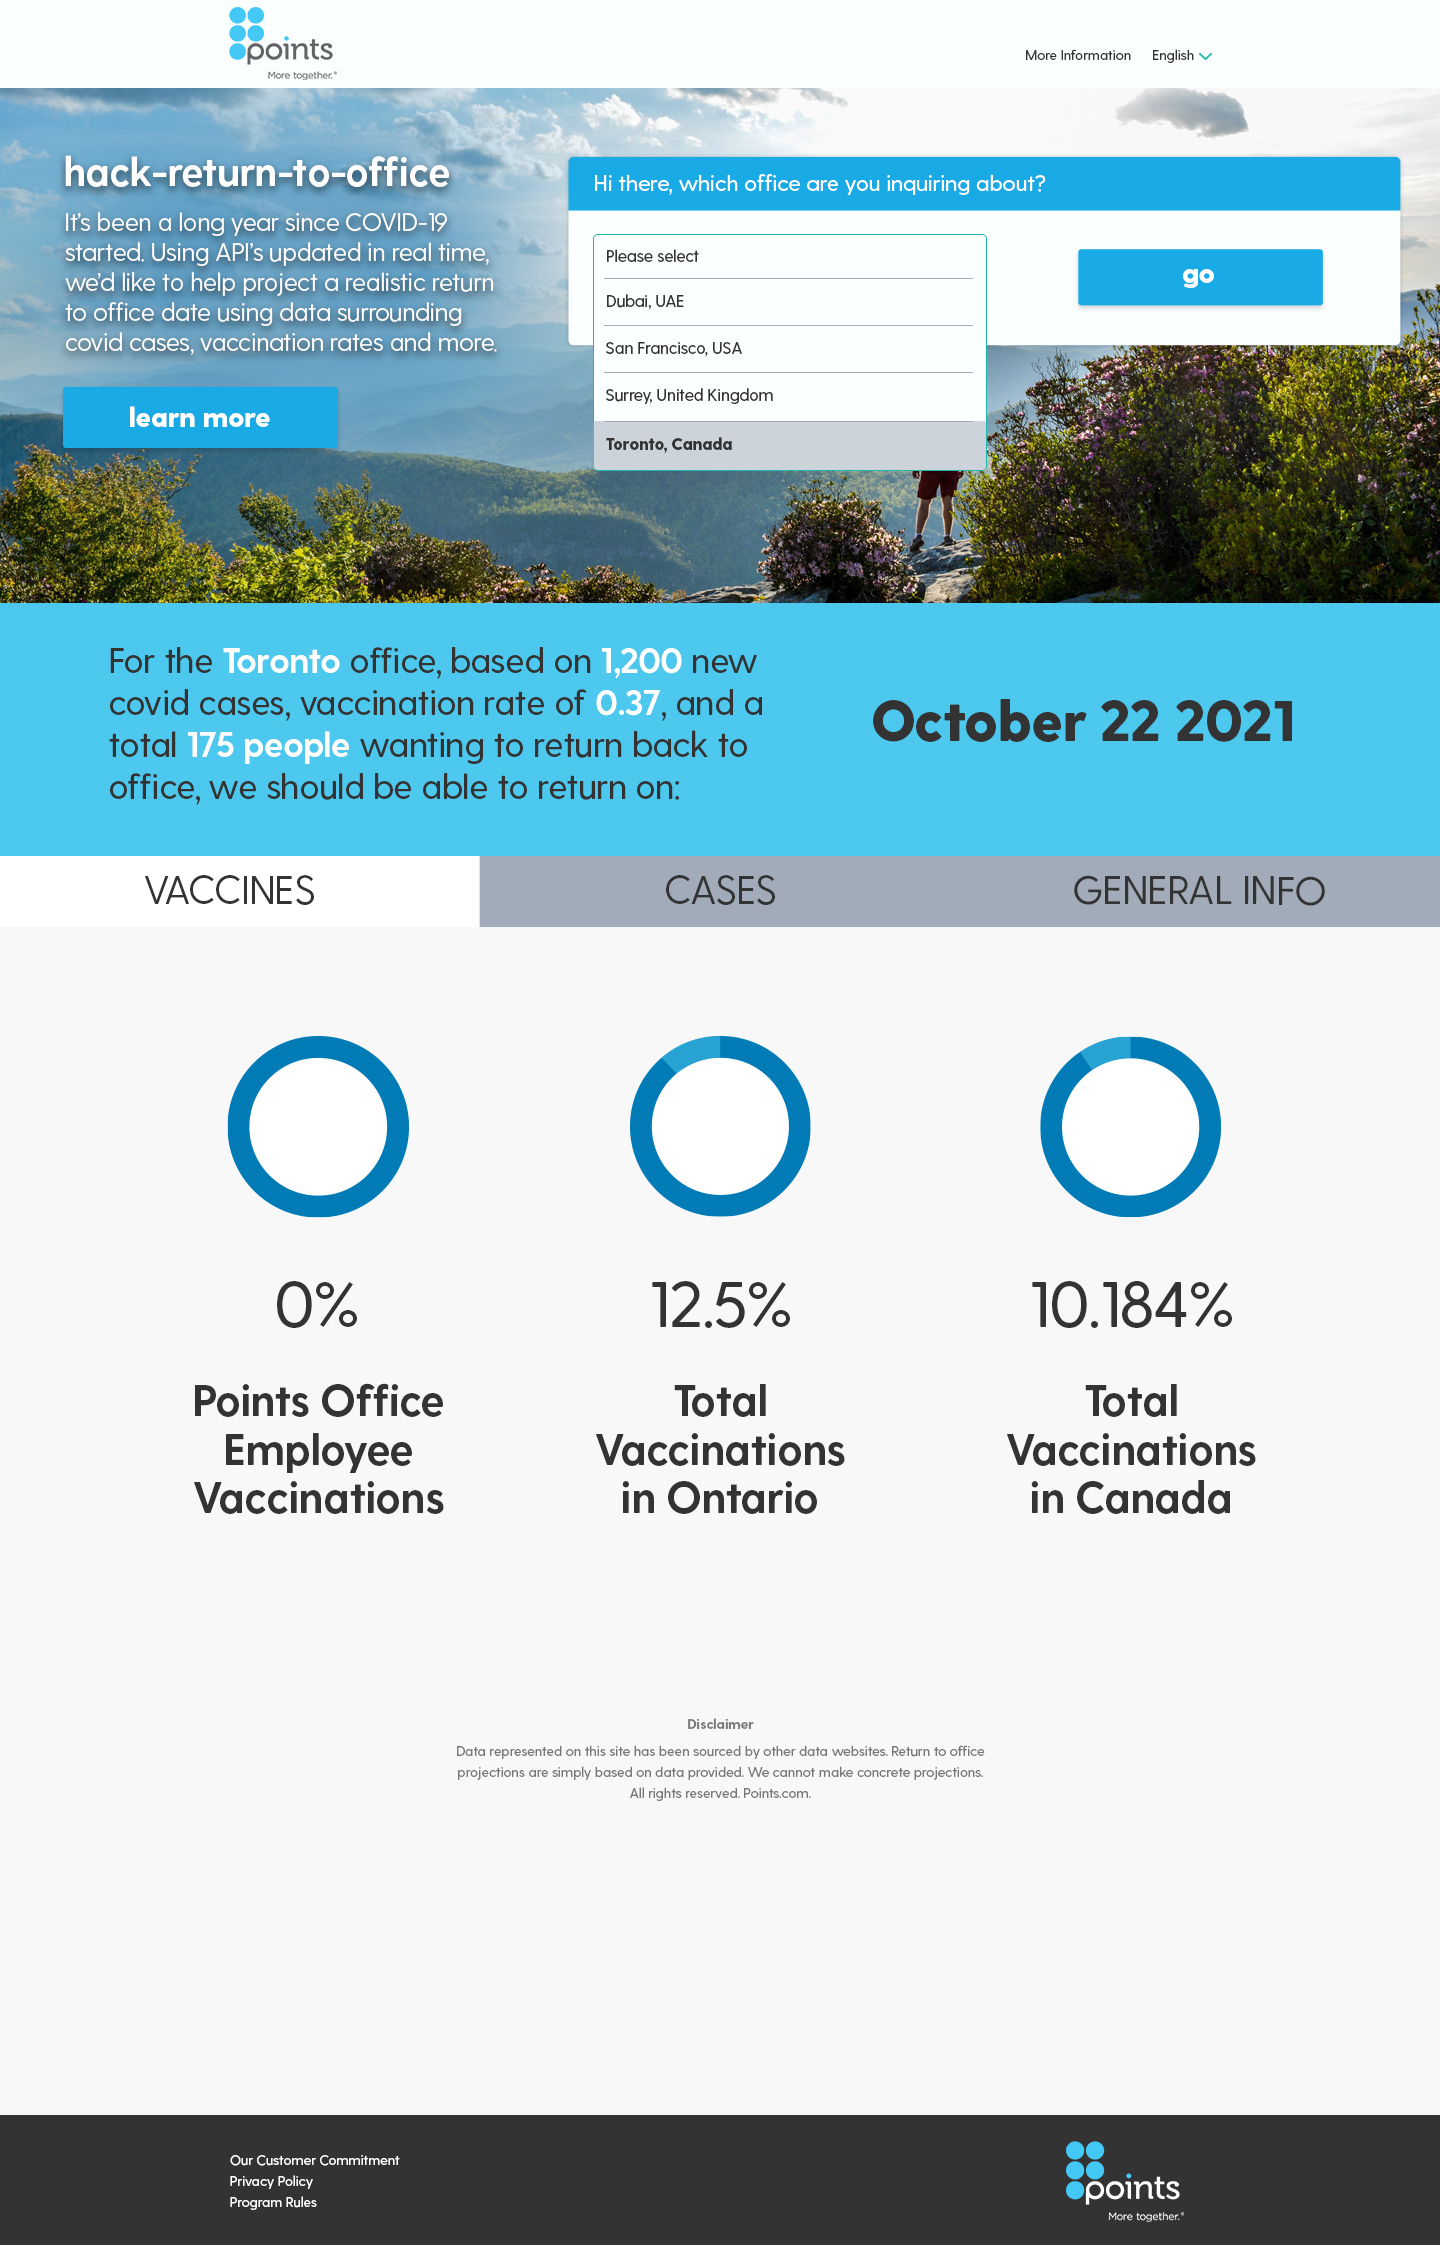 points
More together.®
More Information
English
hack-return-to-office
It's been a long year since COVID-19
started. Using API's updated in real time,
we'd like to help project a realistic return
to office date using data surrounding
covid cases, vaccination rates and more.
learn more
Hi there, which office are you inquiring about?
Please select
Dubai, UAE
San Francisco, USA
Surrey, United Kingdom
Toronto, Canada
go
For the Toronto office, based on 1,200 new
covid cases, vaccination rate of 0.37, and a
total 175 people wanting to return back to
office, we should be able to return on:
October 22 2021
VACCINES
CASES
GENERAL INFO
0%
Points Office
Employee
Vaccinations
12.5%
Total
Vaccinations
in Ontario
10.184%
Total
Vaccinations
in Canada
Disclaimer
Data represented on this site has been sourced by other data websites. Return to office
projections are simply based on data provided. We cannot make concrete projections.
All rights reserved. Points.com.
Our Customer Commitment
Privacy Policy
Program Rules
points
More together.®